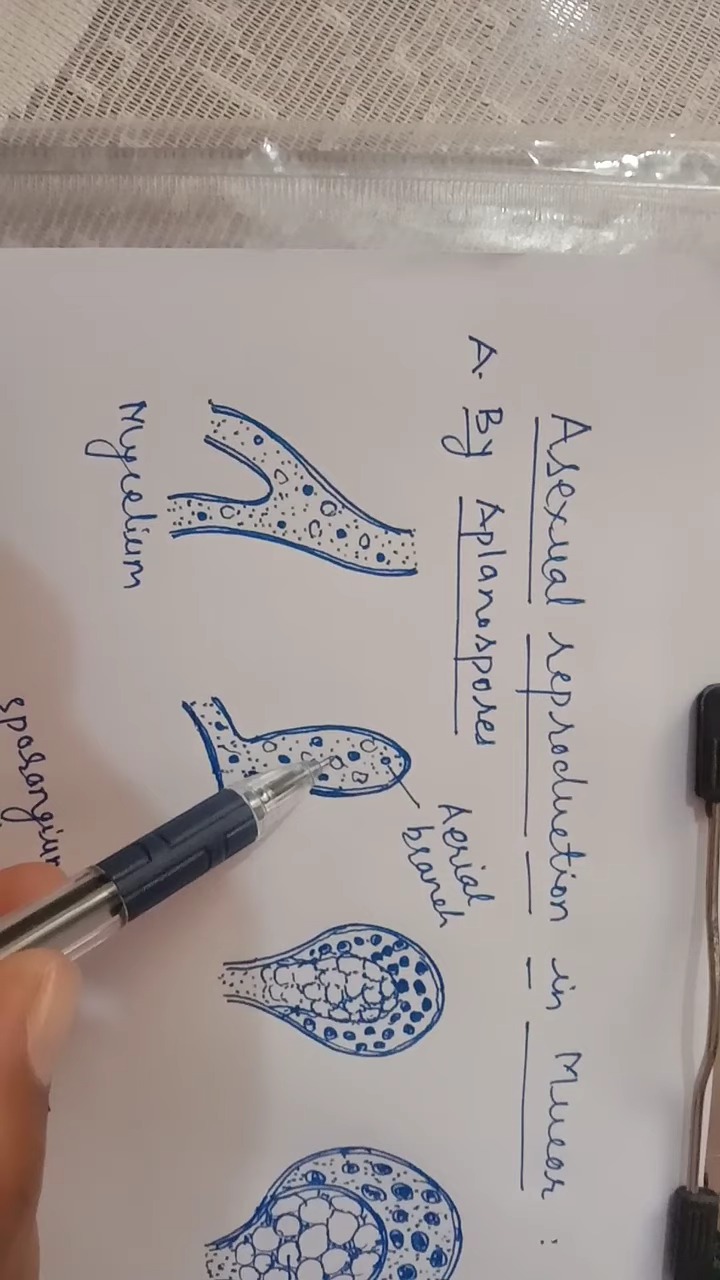 Asexual reproduction in Mucor :
A. By Aplanospores
Aerial
branch
Mycelium